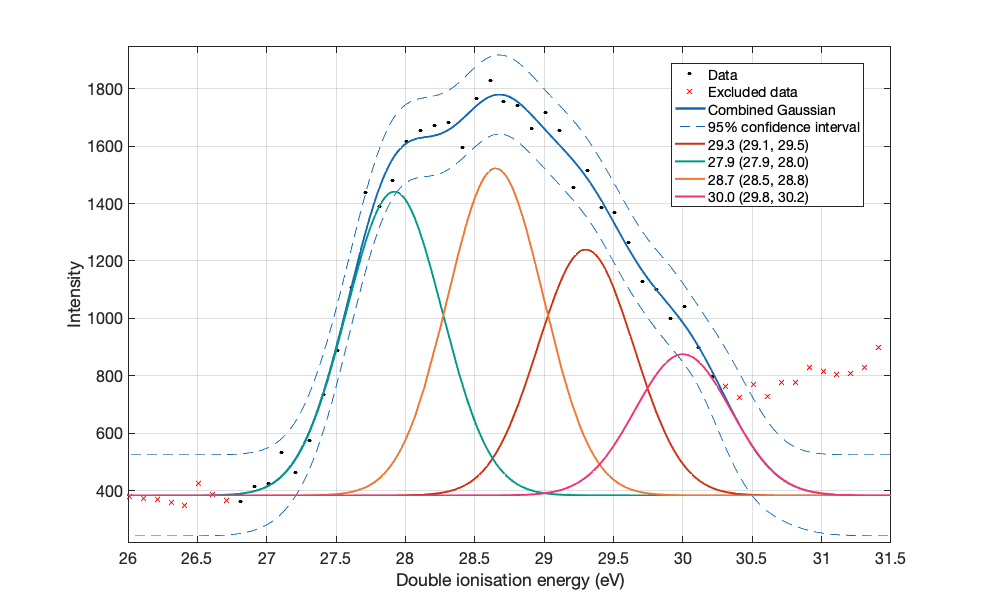 Data
Excluded data
Combined Gaussian
95% confidence interval
29.3 (29.1, 29.5)
27.9 (27.9, 28.0)
28.7 (28.5, 28.8)
30.0 (29.8, 30.2)
Intensity
1800
1600
1400
1200
1000
800
600
400
26 26.5 27 27.5 28 28.5 29 29.5 30 30.5 31 31.5
Double ionisation energy (eV)